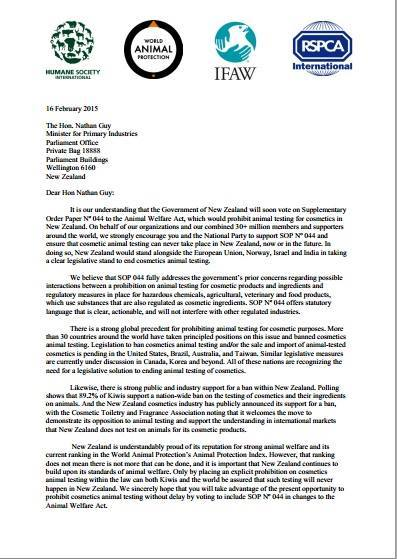 HUMANE SOCIETY
INTERNATIONAL
WORLD
ANIMAL
PROTECTION
IFAW
RSPCA
International
16 February 2015
The Hon. Nathan Guy
Minister for Primary Industries
Parliament Office
Private Bag 18888
Parliament Buildings
Wellington 6160
New Zealand
Dear Hon Nathan Guy:
It is our understanding that the Government of New Zealand will soon vote on Supplementary
Order Paper Nº 044 to the Animal Welfare Act, which would prohibit animal testing for cosmetics in
New Zealand. On behalf of our organizations and our combined 30+ million members and supporters
around the world, we strongly encourage you and the National Party to support SOP Nº 044 and
ensure that cosmetic animal testing can never take place in New Zealand, now or in the future. In
doing so, New Zealand would stand alongside the European Union, Norway, Israel and India in taking
a clear legislative stand to end cosmetics animal testing.
We believe that SOP 044 fully addresses the government's prior concerns regarding possible
interactions between a prohibition on animal testing for cosmetic products and ingredients and
regulatory measures in place for hazardous chemicals, agricultural, veterinary and food products,
which use substances that are also regulated as cosmetic ingredients. SOP Nº 044 offers statutory
language that is clear, actionable, and will not interfere with other regulated industries.
There is a strong global precedent for prohibiting animal testing for cosmetic purposes. More
than 30 countries around the world have taken principled positions on this issue and banned cosmetics
animal testing. Legislation to ban cosmetics animal testing and/or the sale and import of animal-tested
cosmetics is pending in the United States, Brazil, Australia, and Taiwan. Similar legislative measures
are currently under discussion in Canada, Korea and beyond. All of these nations are recognizing the
need for a legislative solution to ending animal testing of cosmetics.
Likewise, there is strong public and industry support for a ban within New Zealand. Polling
shows that 89.2% of Kiwis support a nation-wide ban on the testing of cosmetics and their ingredients
on animals. And the New Zealand cosmetics industry has publicly announced its support for a ban,
with the Cosmetic Toiletry and Fragrance Association noting that it welcomes the move to
demonstrate its opposition to animal testing and support the understanding in international markets
that New Zealand does not test on animals for its cosmetic products.
New Zealand is understandably proud of its reputation for strong animal welfare and its
current ranking in the World Animal Protection's Animal Protection Index. However, that ranking
does not mean there is not more that can be done, and it is important that New Zealand continues to
build upon its standards of animal welfare. Only by placing an explicit prohibition on cosmetics
animal testing within the law can both Kiwis and the world be assured that such testing will never
happen in New Zealand. We sincerely hope that you will take advantage of the present opportunity to
prohibit cosmetics animal testing without delay by voting to include SOP Nº 044 in changes to the
Animal Welfare Act.